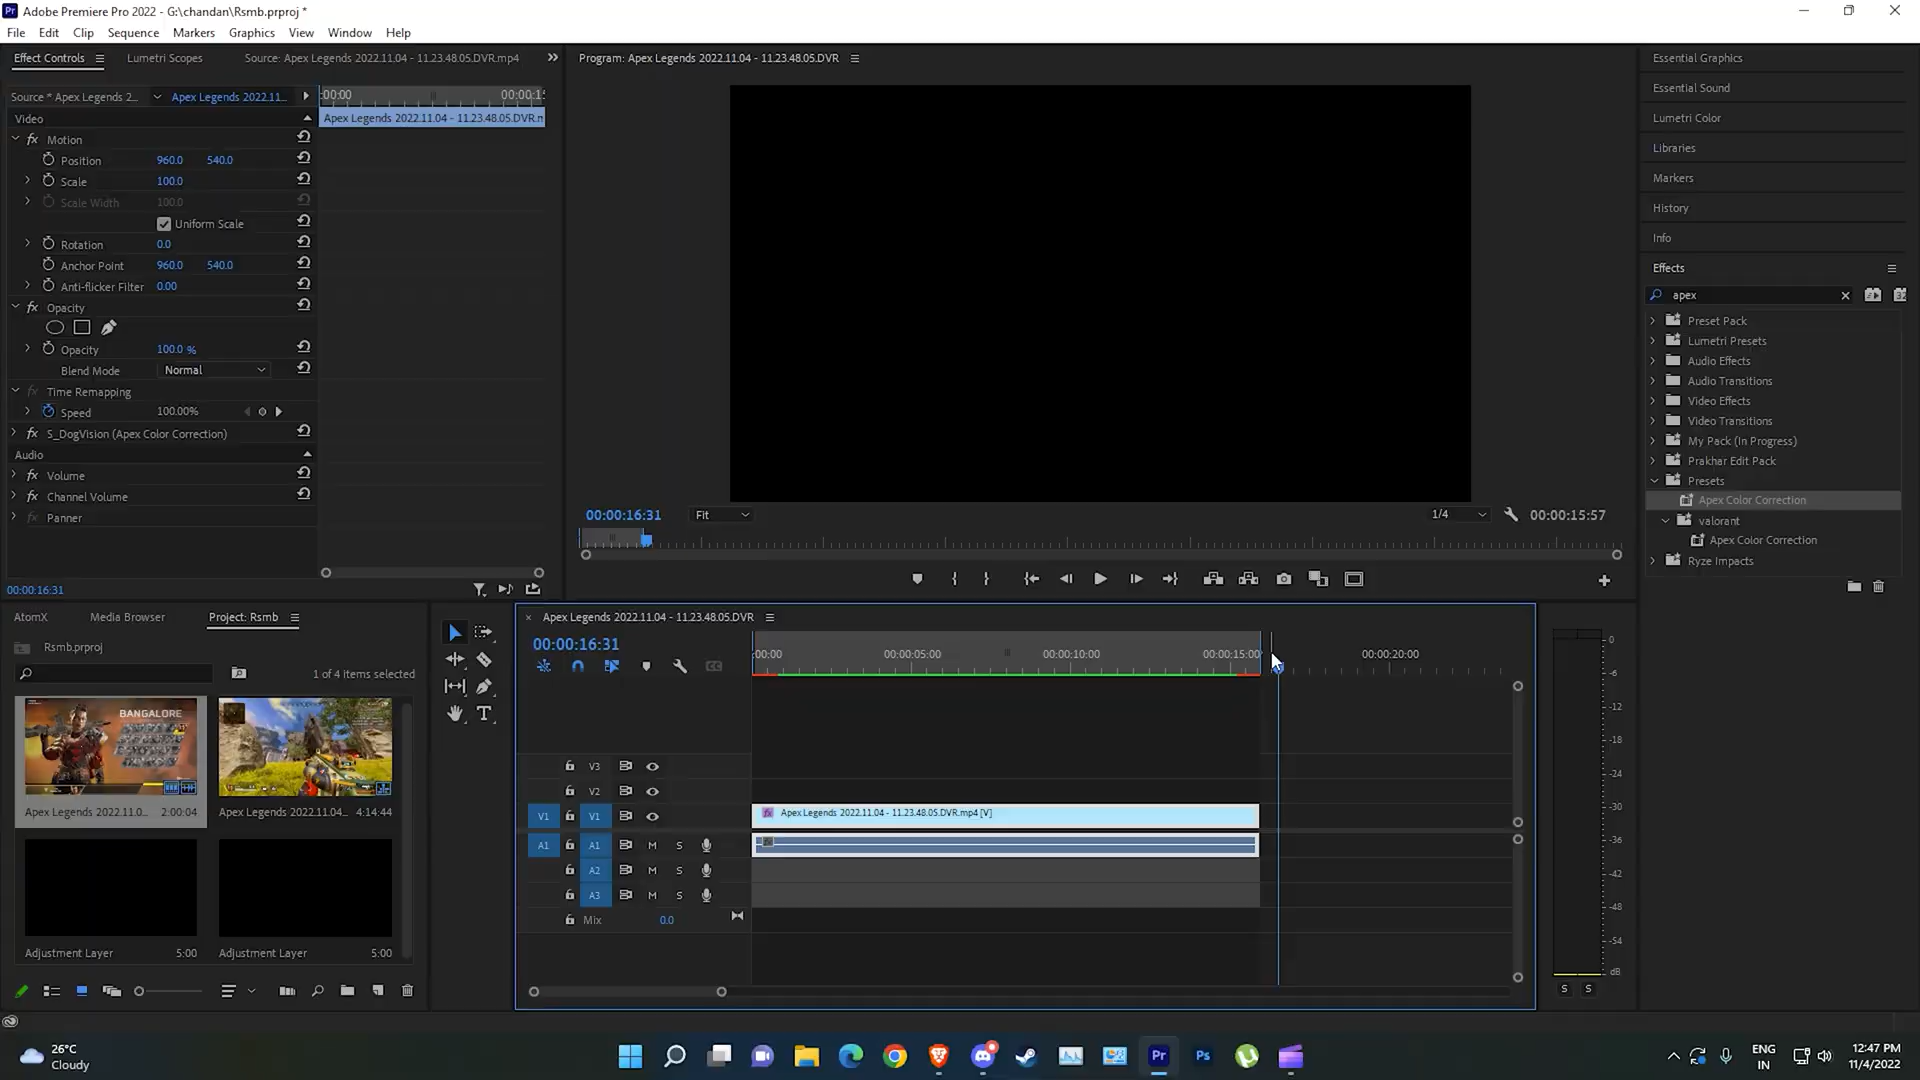 Adobe Premiere Pro 2022 - G:\chandan\Rsmb.prproj *
File Edit Clip Sequence Markers Graphics View Window Help
Effect Controls Lumetri Scopes Source: Apex Legends 2022.11.04 - 11.23.48.05.DVR.mp4
Program: Apex Legends 2022.11.04 - 11.23.48.05.DVR
Source * Apex Legends 2... Apex Legends 2022.11...
:00:00 00:00:1
Video
Apex Legends 2022.11.04 - 11.23.48.05.DVR.m
fx Motion
Position 960.0 540.0
Scale 100.0
Scale Width 100.0
Uniform Scale
Rotation 0.0
Anchor Point 960.0 540.0
Anti-flicker Filter 0.00
fx Opacity
Opacity 100.0 %
Blend Mode Normal
fx Time Remapping
Speed 100.00%
fx S_DogVision (Apex Color Correction)
Audio
fx Volume
fx Channel Volume
fx Panner
00:00:16:31
00:00:16:31 Fit 1/4 00:00:15:57
Essential Graphics
Essential Sound
Lumetri Color
Libraries
Markers
History
Info
Effects
apex
Preset Pack
Lumetri Presets
Audio Effects
Audio Transitions
Video Effects
Video Transitions
My Pack (In Progress)
Prakhar Edit Pack
Presets
Apex Color Correction
valorant
Apex Color Correction
Ryze Impacts
AtomX Media Browser Project: Rsmb
Rsmb.prproj
1 of 4 items selected
BANGALORE
Apex Legends 2022.11.0... 2:00:04
Apex Legends 2022.11.04... 4:14:44
Adjustment Layer 5:00
Adjustment Layer 5:00
Apex Legends 2022.11.04 - 11.23.48.05.DVR
00:00:16:31
:00:00 00:00:05:00 00:00:10:00 00:00:15:00 00:00:20:00
V3
V2
V1 V1 Apex Legends 2022.11.04 - 11.23.48.05.DVR.mp4 [V]
A1 A1 M S
A2 M S
A3 M S
Mix 0.0
0
-6
-12
-18
-24
-30
-36
-42
-48
-54
dB
S S
26°C
Cloudy
Pr
Ps
ENG
IN
12:47 PM
11/4/2022